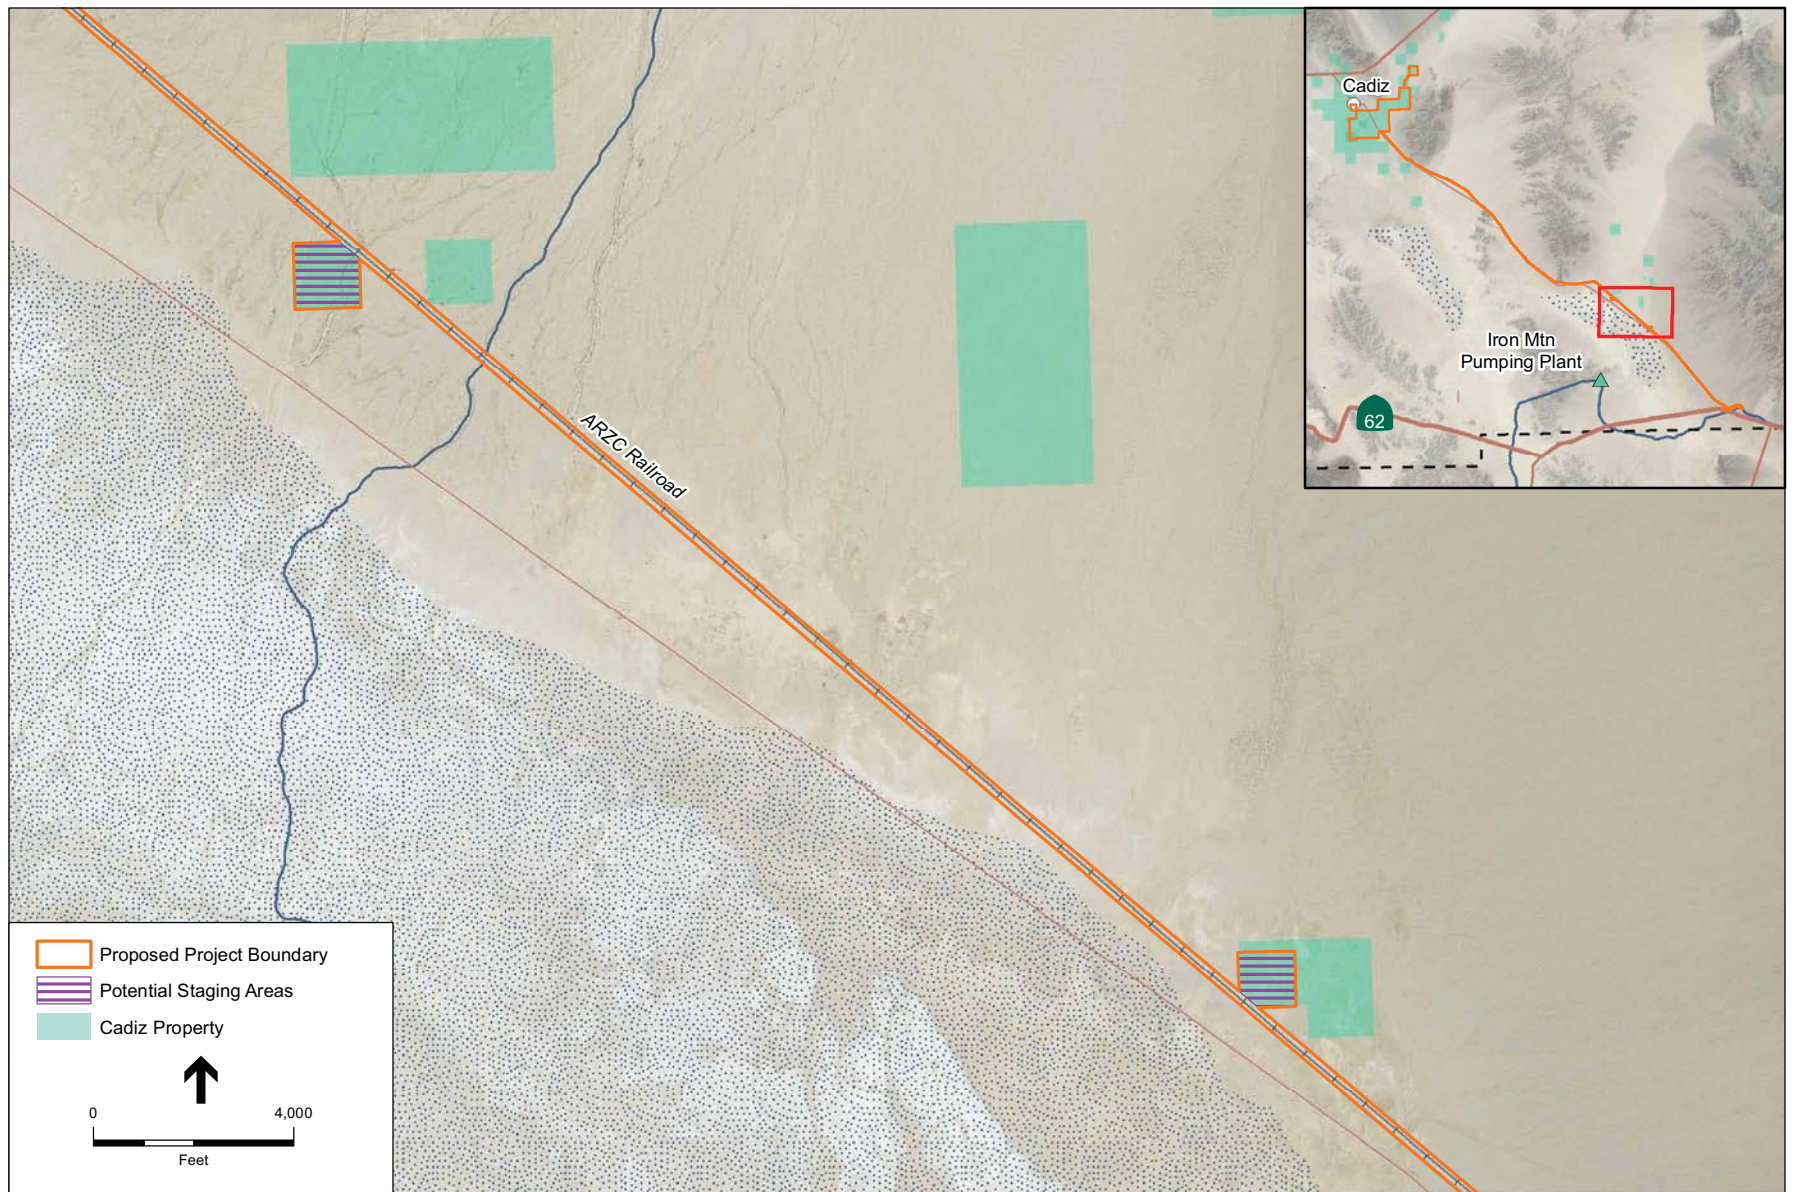 Cadiz
Iron Mtn
Pumping Plant
62
ARZC Railroad
Proposed Project Boundary
Potential Staging Areas
Cadiz Property
0 4,000
Feet